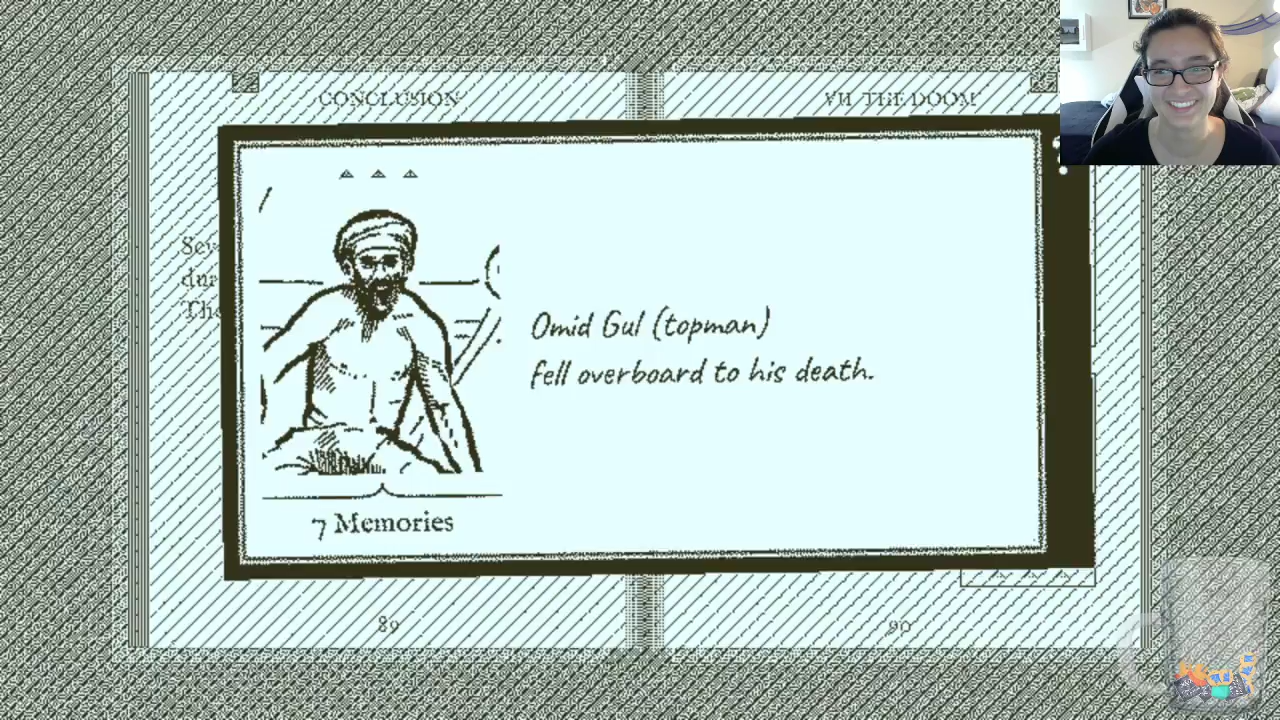 CONCLUSION
VII THE DOOM
Omid Gul (topman)
fell overboard to his death.
7 Memories
89
90